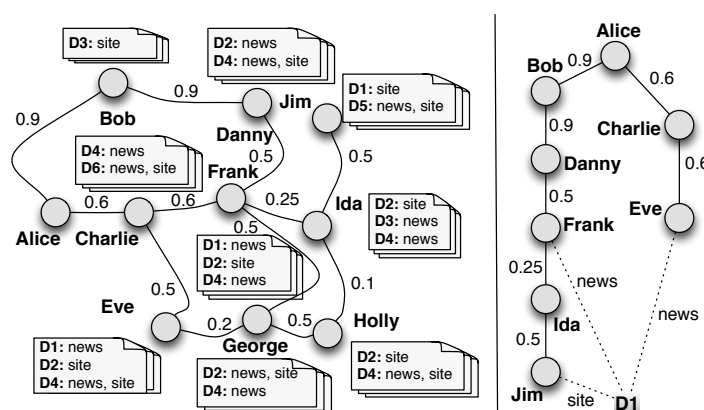 D3: site
Bob
0.9
0.9
D2: news
D4: news, site
Danny
Jim
D1: site
D5: news, site
0.5
0.5
D4: news
D6: news, site
Frank
0.6
0.6
0.25
Alice
Charlie
Ida
D2: site
D3: news
D4: news
0.5
D1: news
D2: site
D4: news
0.5
0.1
Eve
0.2
George
0.5
Holly
D1: news
D2: site
D4: news, site
D2: news, site
D4: news
D2: site
D4: news, site
Alice
Bob
0.9
0.6
0.9
Charlie
Danny
0.6
0.5
Eve
Frank
0.25
news
news
Ida
0.5
Jim
site
D1